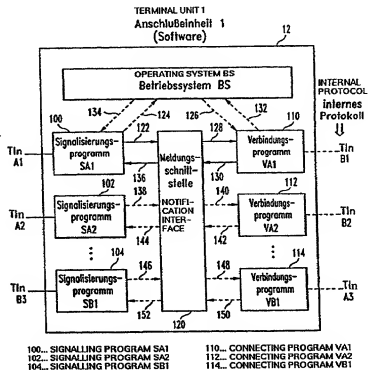 TERMINAL UNIT 1
Anschlußeinheit 1
(Software)
12
OPERATING SYSTEM BS
Betriebssystem BS
INTERNAL
PROTOCOL
internes
Protokoll
134
124
126
132
100
122
128
110
Signalisierungs-
programm
SA1
Verbindungs-
programm
VA1
Tln
A1
Tln
B1
136
130
Meldungs-
schnitt-
stelle
102
138
140
112
Signalisierungs-
programm
SA2
NOTIFICATION
INTER-
FACE
Verbindungs-
programm
VA2
Tln
A2
Tln
B2
144
142
104
146
148
114
Signalisierungs-
programm
SB1
Verbindungs-
programm
VB1
Tln
B3
Tln
A3
152
150
120
100... SIGNALLING PROGRAM SA1
102... SIGNALLING PROGRAM SA2
104... SIGNALLING PROGRAM SB1
110... CONNECTING PROGRAM VA1
112... CONNECTING PROGRAM VA2
114... CONNECTING PROGRAM VB1